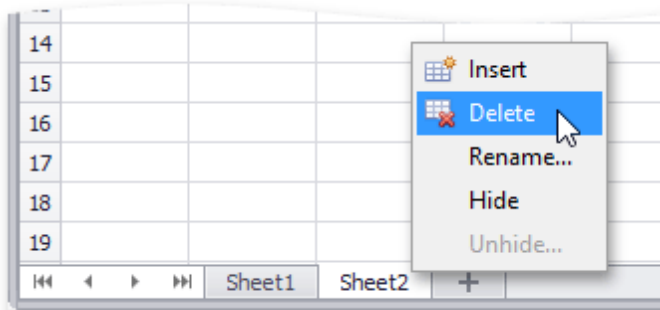 14
Insert
15
Delete
16
17
Rename...
18
Hide
19
Unhide...
Sheet1 Sheet2 +